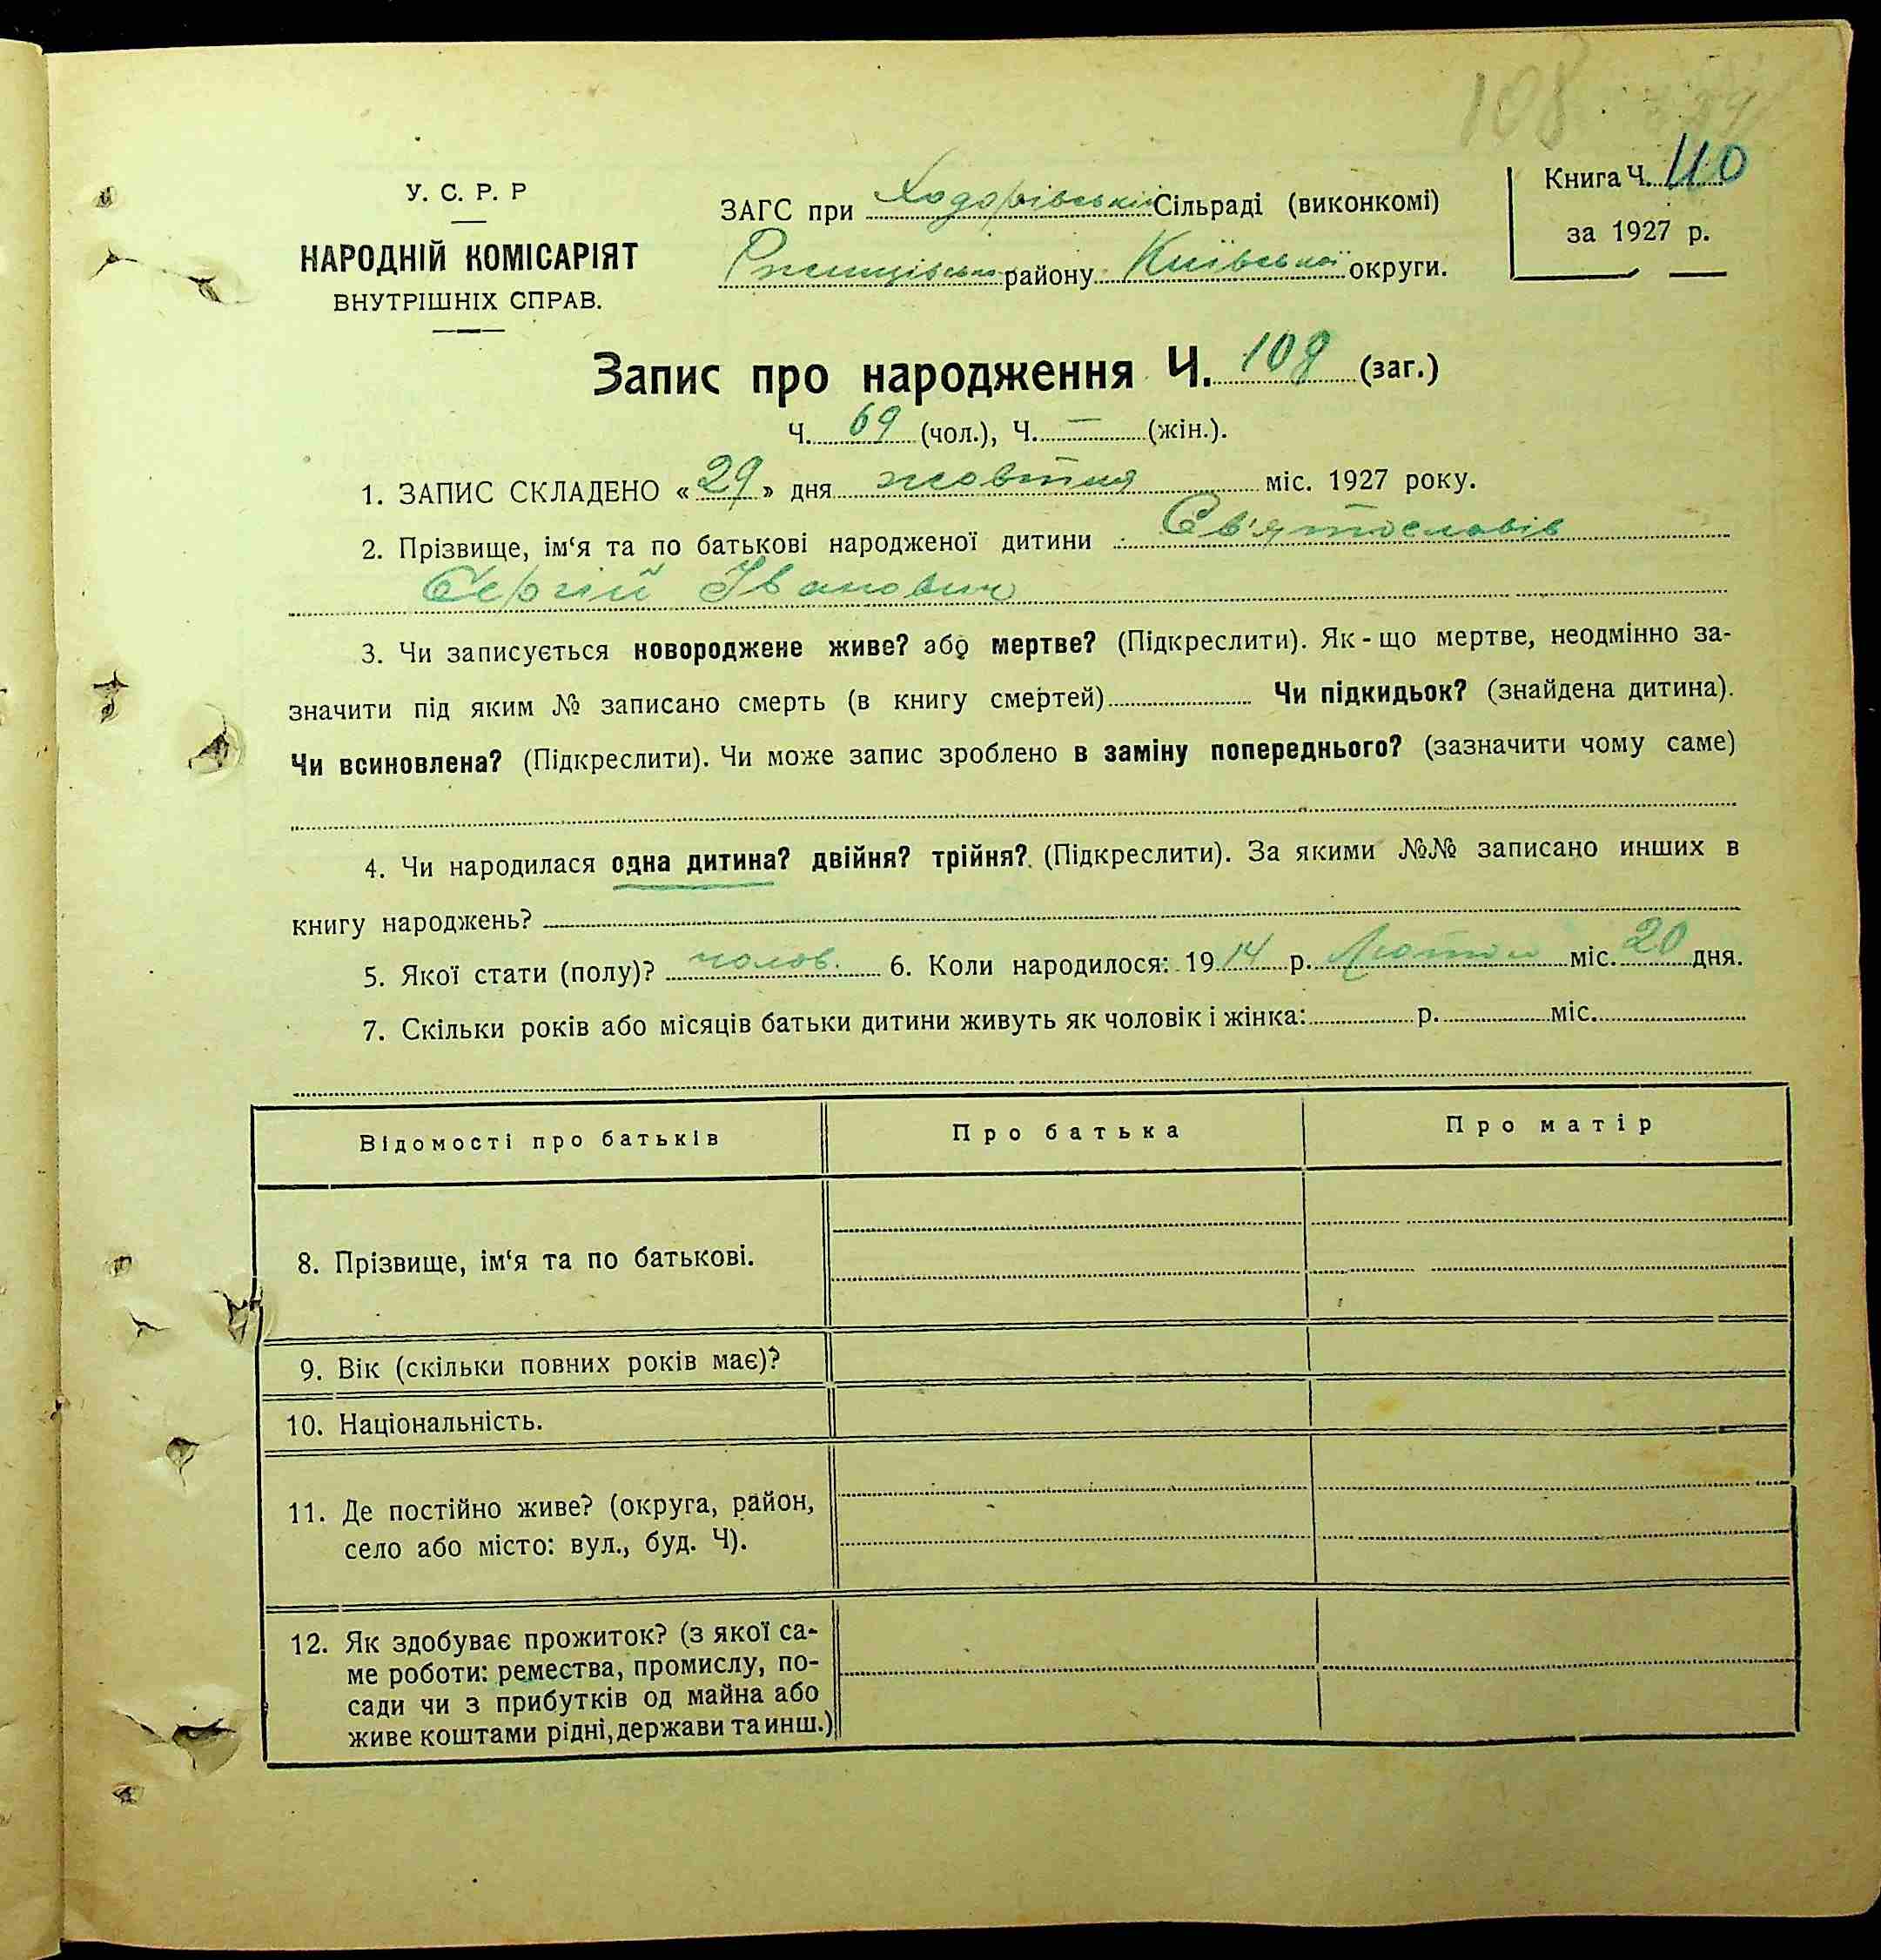 108
У. С. Р. Р
НАРОДНІЙ КОМІСАРІЯТ
ВНУТРІШНІХ СПРАВ.
ЗАГС при Ходорівській Сільраді (виконкомі)
району Київської округи.
Книга Ч. 110
за 1927 р.
Запис про народження Ч. 108 (заг.)
Ч. 69 (чол.), Ч. — (жін.).
1. ЗАПИС СКЛАДЕНО «29» дня жовтня міс. 1927 року.
2. Прізвище, ім‘я та по батькові народженої дитини Св'ятославів
Сергій Іванович
3. Чи записується новороджене живе? або мертве? (Підкреслити). Як-що мертве, неодмінно за-
значити під яким № записано смерть (в книгу смертей) Чи підкидьок? (знайдена дитина).
Чи всиновлена? (Підкреслити). Чи може запис зроблено в заміну попереднього? (зазначити чому саме)
4. Чи народилася одна дитина? двійня? трійня? (Підкреслити). За якими №№ записано инших в
книгу народжень?
5. Якої стати (полу)? чолов. 6. Коли народилося: 1914 р. міс. 20 дня.
7. Скільки років або місяців батьки дитини живуть як чоловік і жінка: р. міс.
Відомості про батьків
Про батька
Про матір
8. Прізвище, ім‘я та по батькові.
9. Вік (скільки повних років має)?
10. Національність.
11. Де постійно живе? (округа, район,
село або місто: вул., буд. Ч).
12. Як здобуває прожиток? (з якої са-
ме роботи: ремества, промислу, по-
сади чи з прибутків од майна або
живе коштами рідні, держави та инш.)